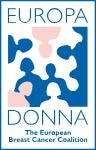 EUROPA
DONNA
The European
Breast Cancer Coalition